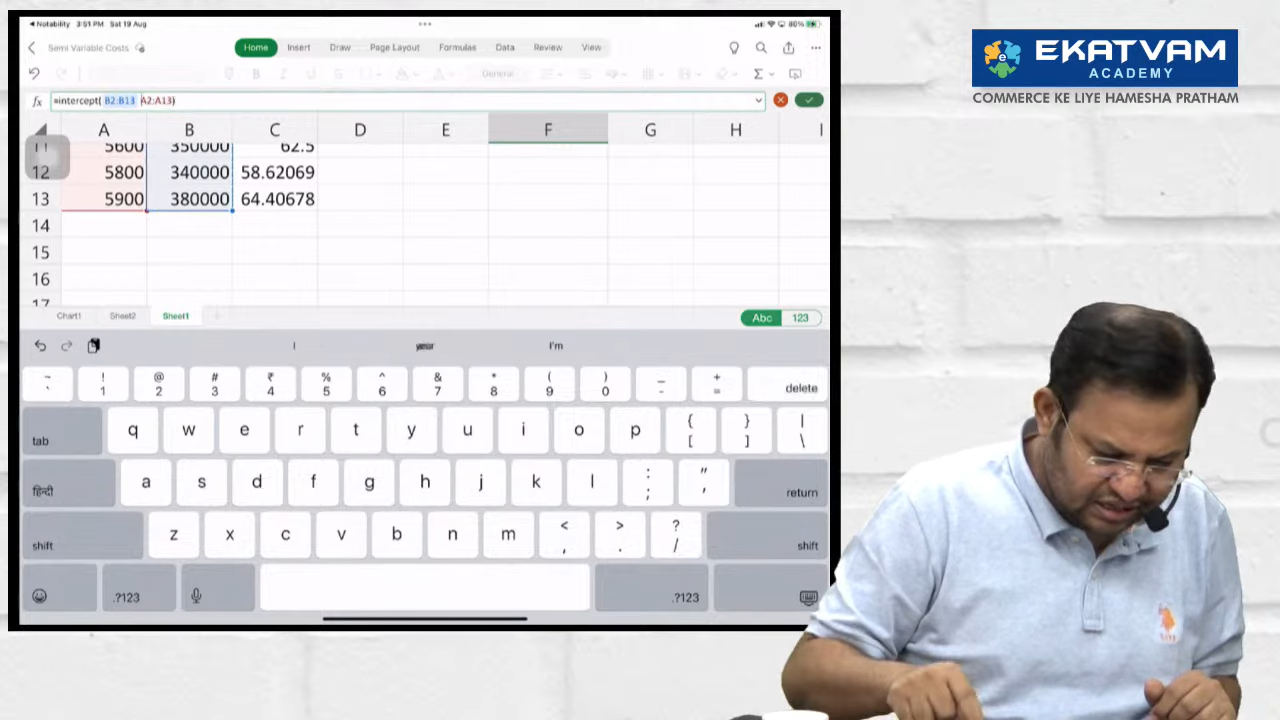 Notability 3:51 PM Sat 19 Aug
80%
Semi Variable Costs
Home Insert Draw Page Layout Formulas Data Review View
General
fx =intercept( B2:B13 A2:A13)
A B C D E F G H I
11 5600 350000 62.5
12 5800 340000 58.62069
13 5900 380000 64.40678
14
15
16
17
Chart1 Sheet2 Sheet1 +
Abc 123
I year I'm
~ ! @ # ₹ % ^ & * ( ) _ +
` 1 2 3 4 5 6 7 8 9 0 - = delete
{ } |
tab q w e r t y u i o p [ ] \
: "
हिन्दी a s d f g h j k l ; ' return
< > ?
shift z x c v b n m , . / shift
.?123 .?123
EKATVAM
ACADEMY
COMMERCE KE LIYE HAMESHA PRATHAM